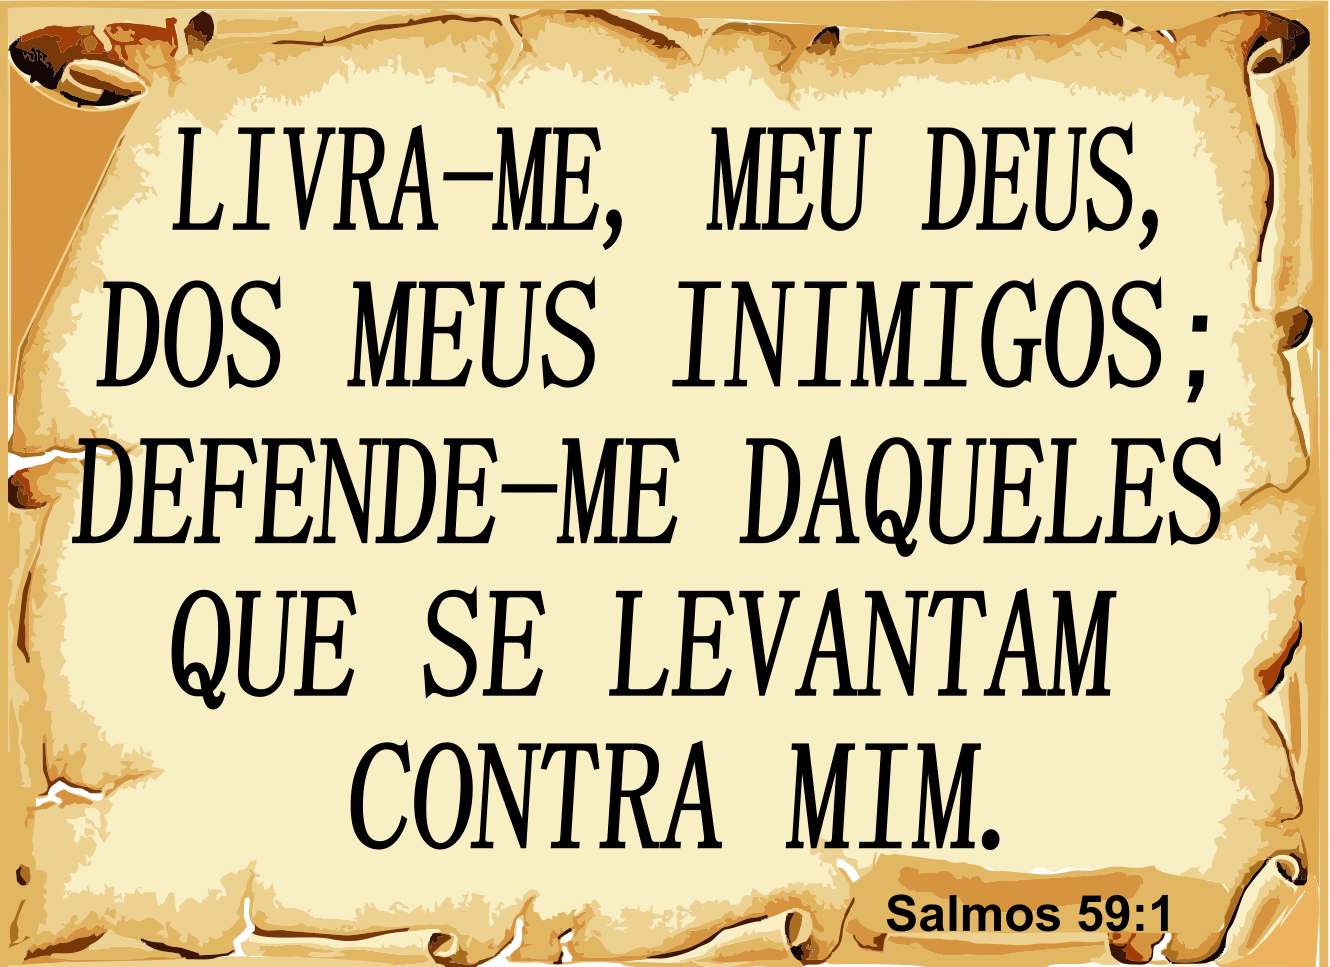 LIVRA-ME, MEU DEUS,
DOS MEUS INIMIGOS;
DEFENDE-ME DAQUELES
QUE SE LEVANTAM
CONTRA MIM.
Salmos 59:1